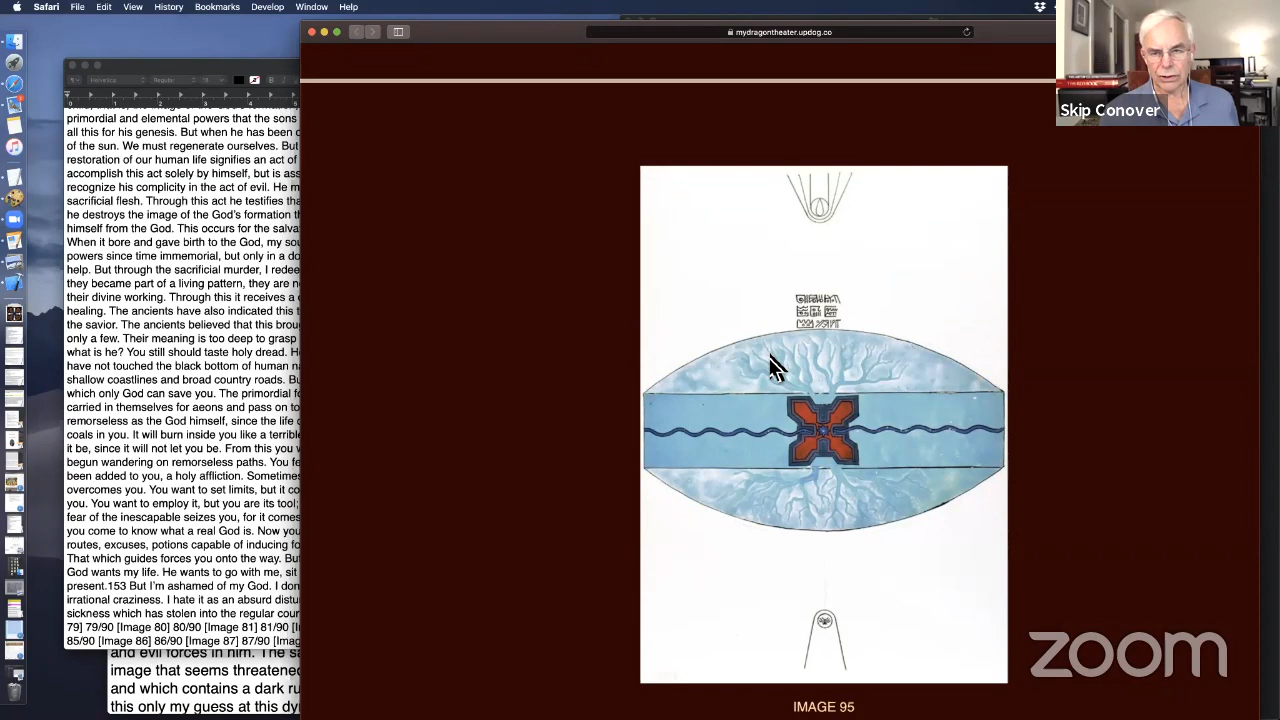 Safari File Edit View History Bookmarks Develop Window Help
mydragontheater.updog.co
Skip Conover
Helvetica Regular
0 1 2 3 4 5
primordial and elemental powers that the sons
all this for his genesis. But when he has been
of the sun. We must regenerate ourselves. But
restoration of our human life signifies an act of
accomplish this act solely by himself, but is
recognize his complicity in the act of evil. He
sacrificial flesh. Through this act he testifies
he destroys the image of the God's formation
himself from the God. This occurs for the
When it bore and gave birth to the God, my
powers since time immemorial, but only in a
help. But through the sacrificial murder, I
they became part of a living pattern, they are
their divine working. Through this it receives a
healing. The ancients have also indicated this
the savior. The ancients believed that this
only a few. Their meaning is too deep to grasp
what is he? You still should taste holy dread.
have not touched the black bottom of human
shallow coastlines and broad country roads.
which only God can save you. The primordial
carried in themselves for aeons and pass on to
remorseless as the God himself, since the life
coals in you. It will burn inside you like a
it be, since it will not let you be. From this you
begun wandering on remorseless paths. You
been added to you, a holy affliction.
overcomes you. You want to set limits, but it
you. You want to employ it, but you are its tool;
fear of the inescapable seizes you, for it comes
you come to know what a real God is. Now
routes, excuses, potions capable of inducing
That which guides forces you onto the way.
God wants my life. He wants to go with me, sit
present.153 But I'm ashamed of my God. I
irrational craziness. I hate it as an absurd
sickness which has stolen into the regular
79] 79/90 [Image 80] 80/90 [Image 81] 81/90
85/90 [Image 86] 86/90 [Image 87] 87/90
and evil forces in him. The
image that seems threatened
and which contains a dark
this only my guess at this
IMAGE 95
zoom